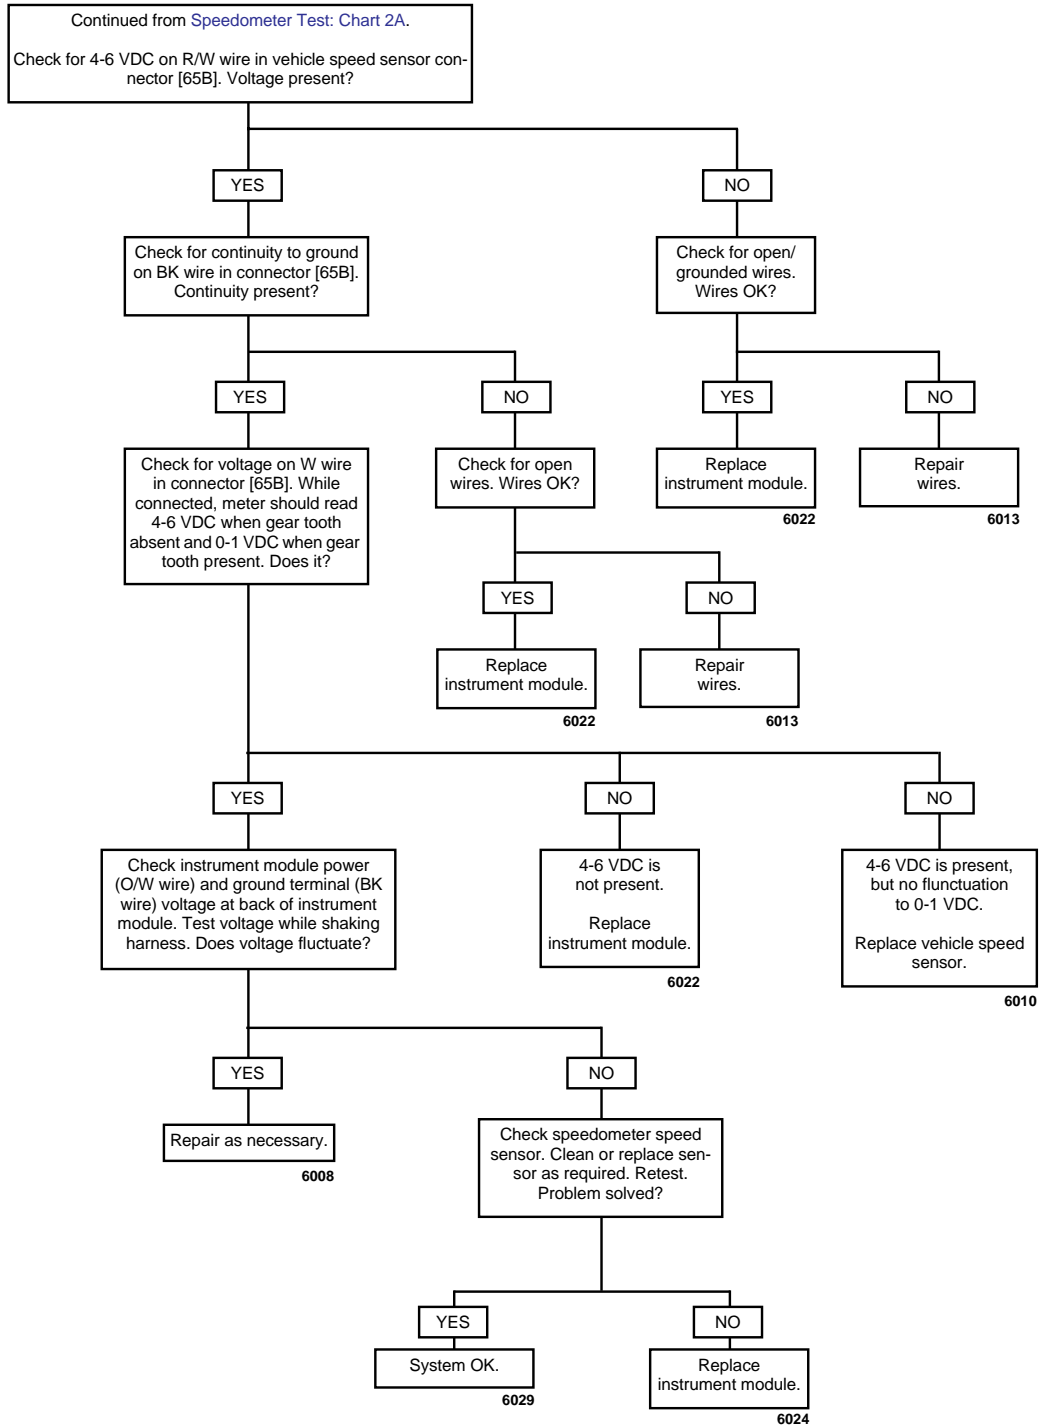 Continued from Speedometer Test: Chart 2A.
Check for 4-6 VDC on R/W wire in vehicle speed sensor con-
nector [65B]. Voltage present?
YES
NO
Check for continuity to ground
on BK wire in connector [65B].
Continuity present?
Check for open/
grounded wires.
Wires OK?
YES
NO
YES
NO
Check for voltage on W wire
in connector [65B]. While
connected, meter should read
4-6 VDC when gear tooth
absent and 0-1 VDC when gear
tooth present. Does it?
Check for open
wires. Wires OK?
Replace
instrument module.
6022
Repair
wires.
6013
YES
NO
Replace
instrument module.
6022
Repair
wires.
6013
YES
NO
NO
Check instrument module power
(O/W wire) and ground terminal (BK
wire) voltage at back of instrument
module. Test voltage while shaking
harness. Does voltage fluctuate?
4-6 VDC is
not present.
Replace
instrument module.
6022
4-6 VDC is present,
but no flunctuation
to 0-1 VDC.
Replace vehicle speed
sensor.
6010
YES
NO
Repair as necessary.
6008
Check speedometer speed
sensor. Clean or replace sen-
sor as required. Retest.
Problem solved?
YES
NO
System OK.
6029
Replace
instrument module.
6024